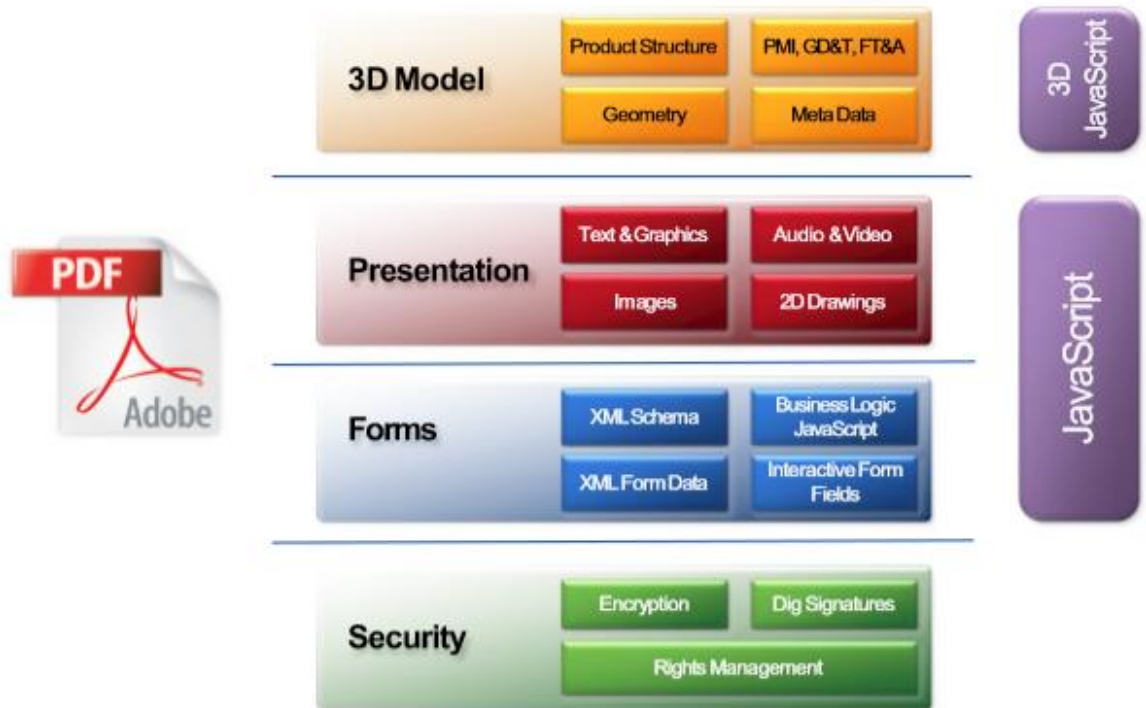 3D Model
Product Structure
PMI, GD&T, FT&A
Geometry
Meta Data
3D
JavaScript
PDF
Adobe
Presentation
Text & Graphics
Audio & Video
Images
2D Drawings
JavaScript
Forms
XML Schema
Business Logic
JavaScript
XML Form Data
Interactive Form
Fields
Security
Encryption
Dig Signatures
Rights Management